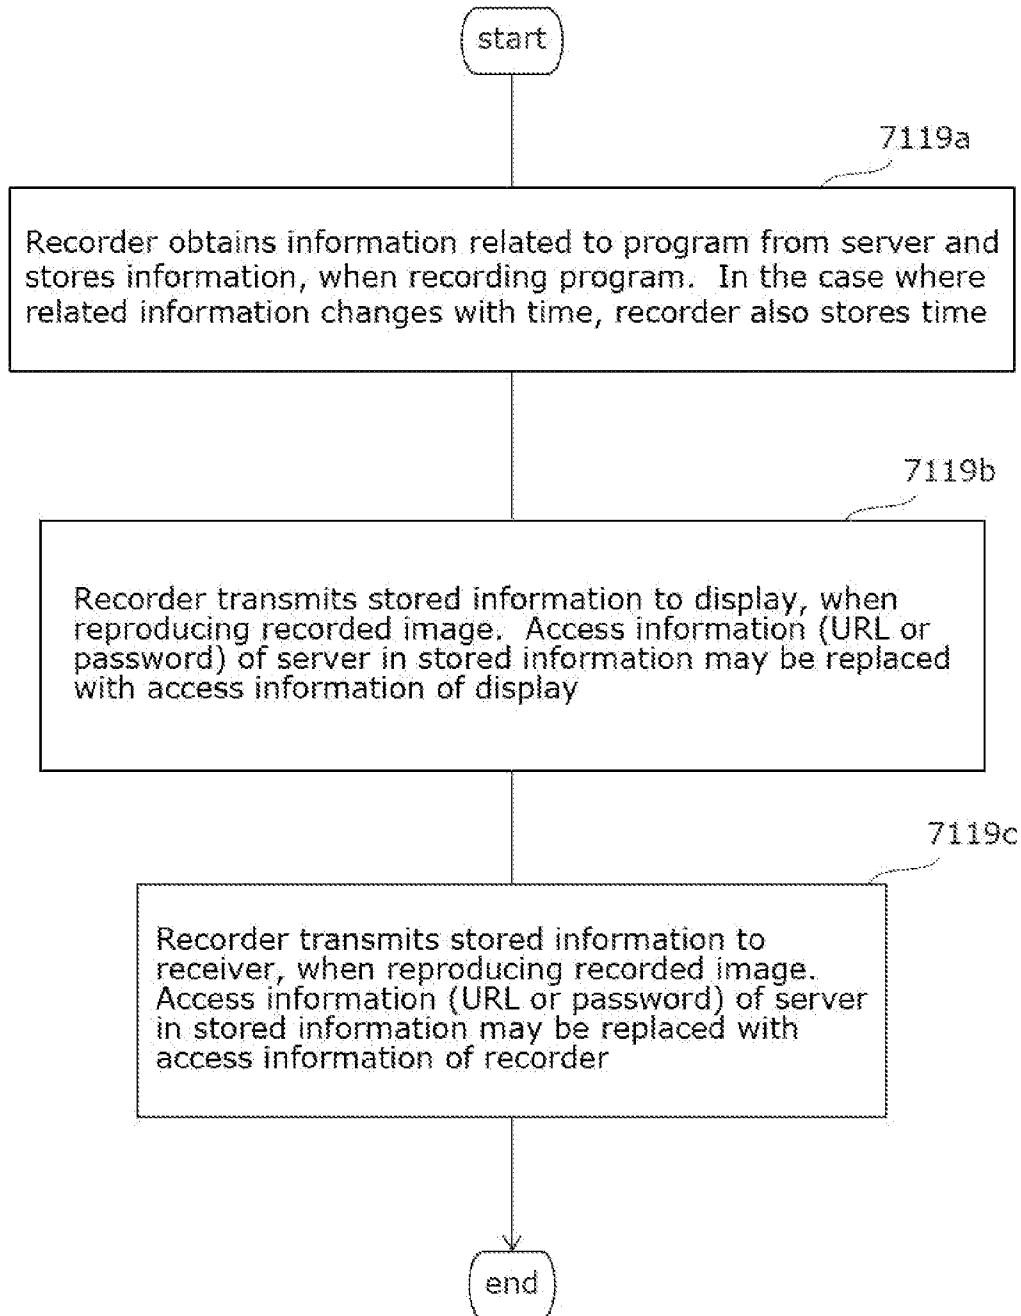 start
7119a
Recorder obtains information related to program from server and
stores information, when recording program. In the case where
related information changes with time, recorder also stores time
7119b
Recorder transmits stored information to display, when
reproducing recorded image. Access information (URL or
password) of server in stored information may be replaced
with access information of display
7119c
Recorder transmits stored information to
receiver, when reproducing recorded image.
Access information (URL or password) of server
in stored information may be replaced with
access information of recorder
end